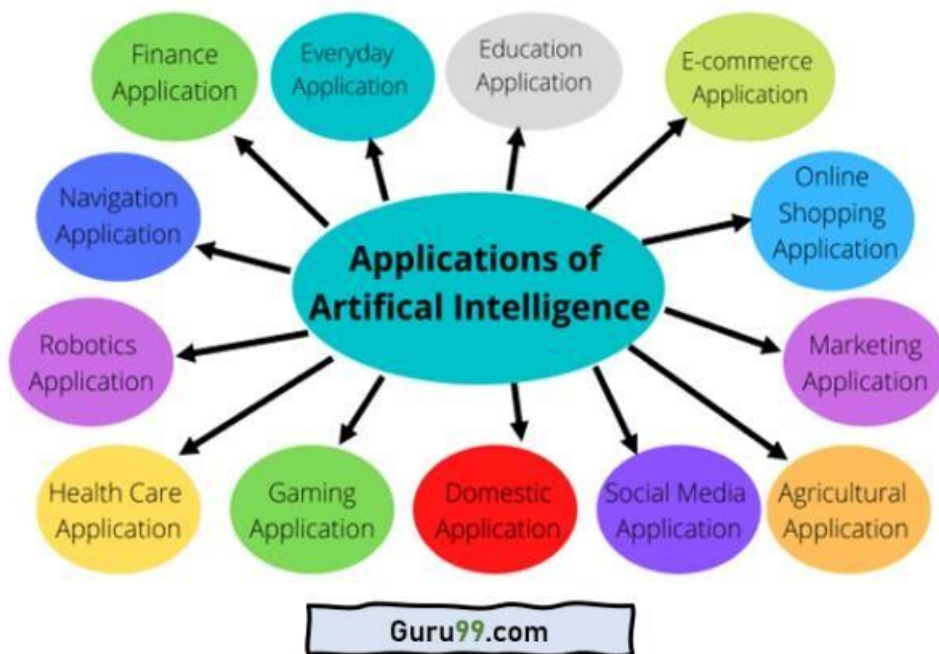 Finance
Application
Everyday
Application
Education
Application
E-commerce
Application
Navigation
Application
Online
Shopping
Application
Applications of
Artifical Intelligence
Robotics
Application
Marketing
Application
Health Care
Application
Gaming
Application
Domestic
Application
Social Media
Application
Agricultural
Application
Guru99.com